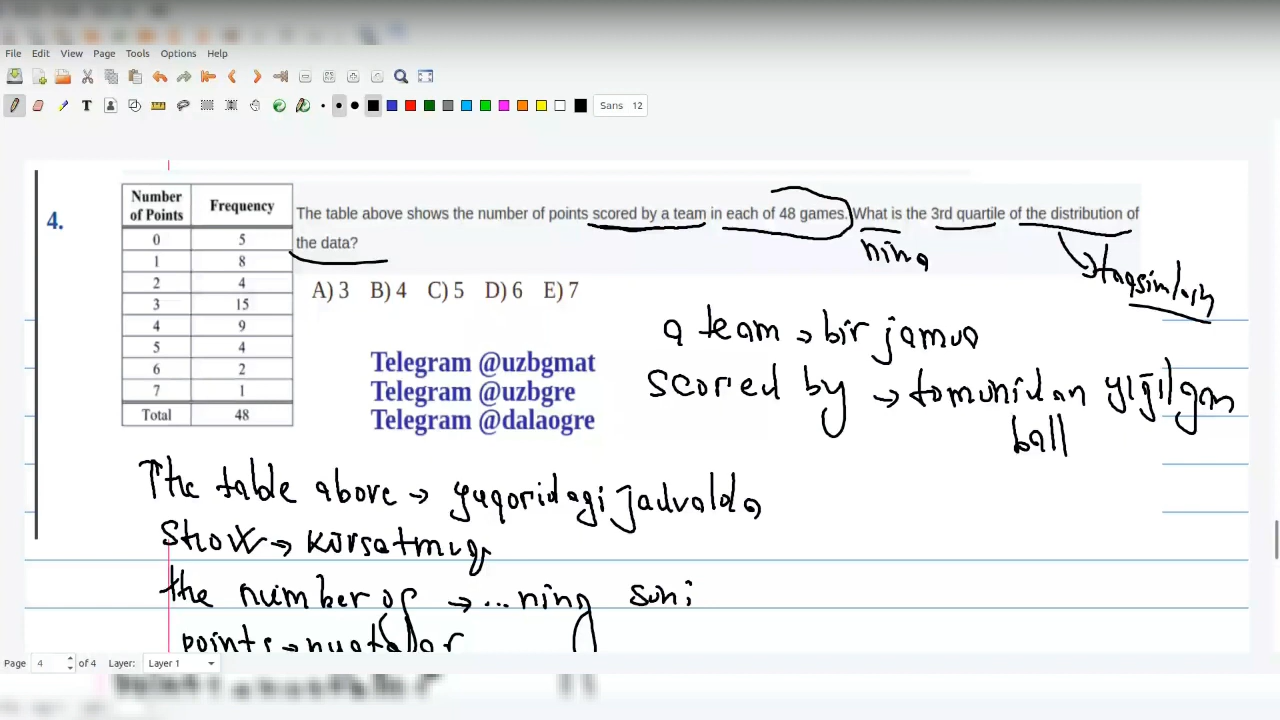 File Edit View Page Tools Options Help
Sans 12
4.
Number of Points Frequency
0 5
1 8
2 4
3 15
4 9
5 4
6 2
7 1
Total 48
The table above shows the number of points scored by a team in each of 48 games. What is the 3rd quartile of the distribution of
the data?
ning
taqsimlash
A) 3 B) 4 C) 5 D) 6 E) 7
Telegram @uzbgmat
Telegram @uzbgre
Telegram @dalaogre
a team → bir jamoa
scored by → tomonidan yig'ilgan
ball
The table above → yuqoridagi jadvalda
Show → korsatmoq
the number of → ...ning soni
points → nuqtalar
Page 4 of 4 Layer: Layer 1